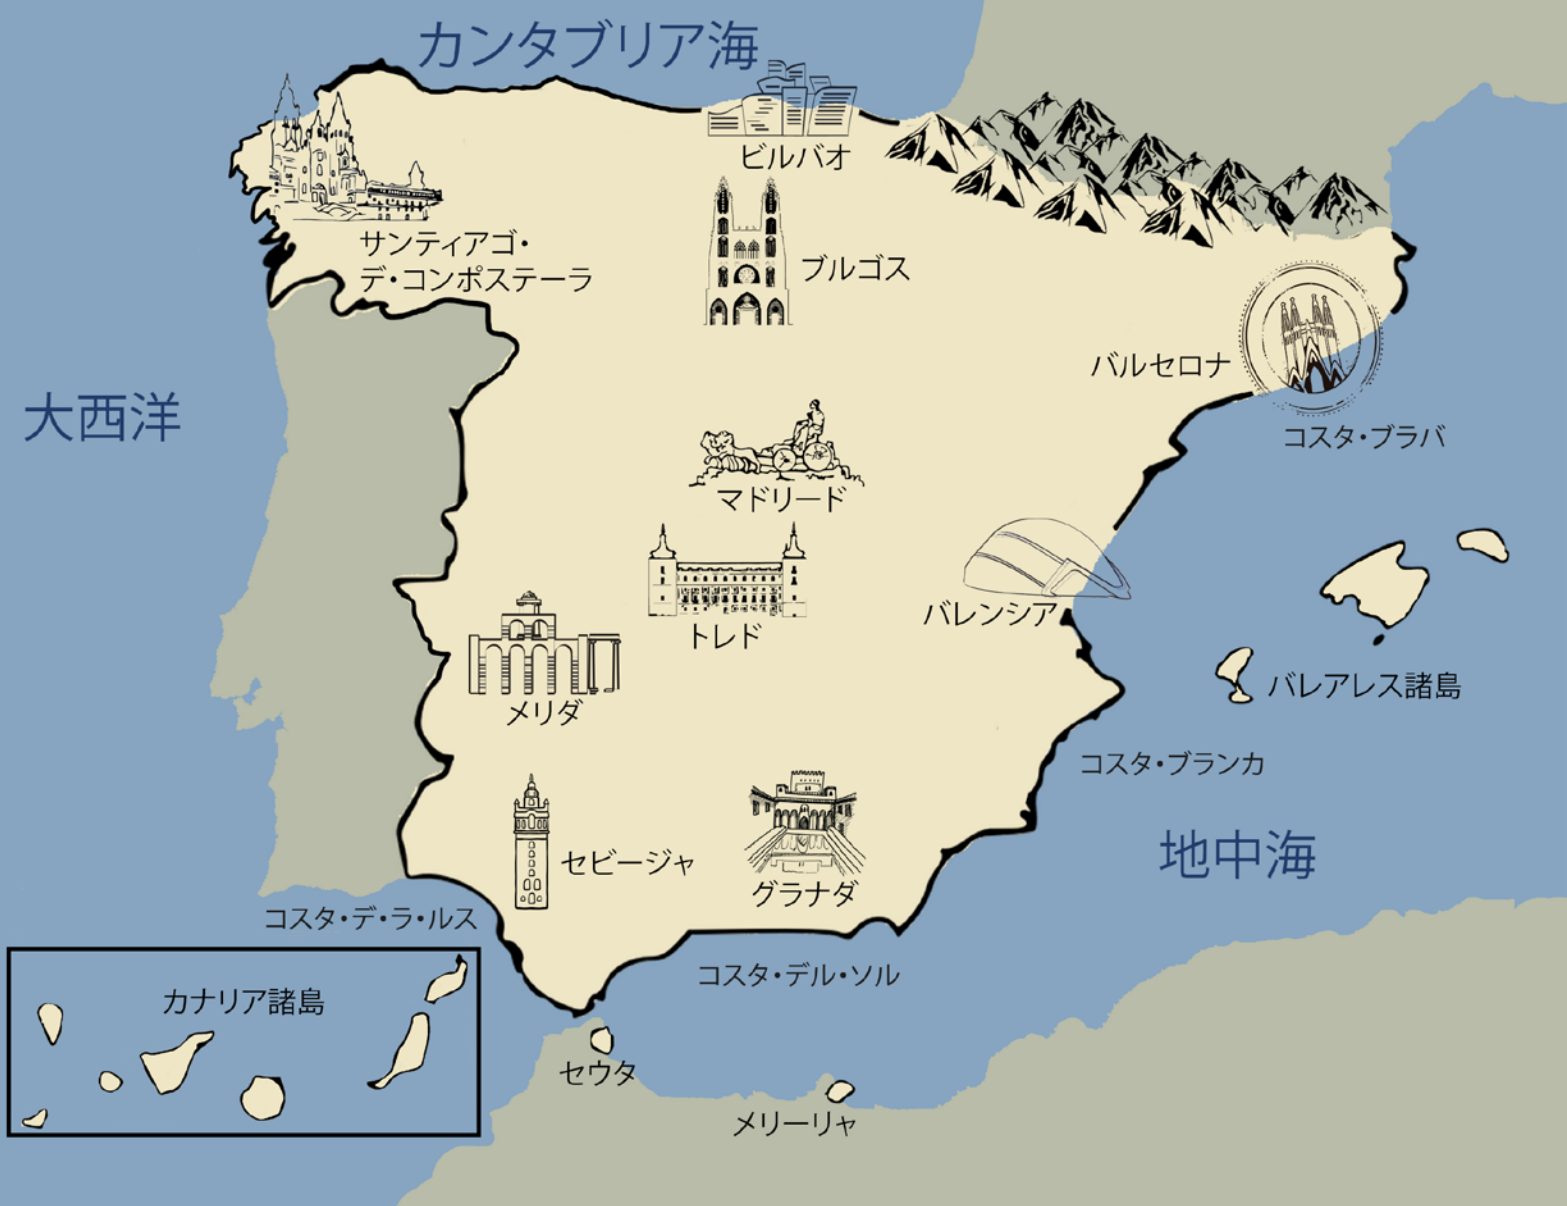 カンタブリア海
ビルバオ
サンティアゴ・
デ・コンポステーラ
ブルゴス
バルセロナ
大西洋
コスタ・ブラバ
マドリード
バレンシア
トレド
バレアレス諸島
メリダ
コスタ・ブランカ
地中海
セビージャ
グラナダ
コスタ・デ・ラ・ルス
コスタ・デル・ソル
カナリア諸島
セウタ
メリーリャ